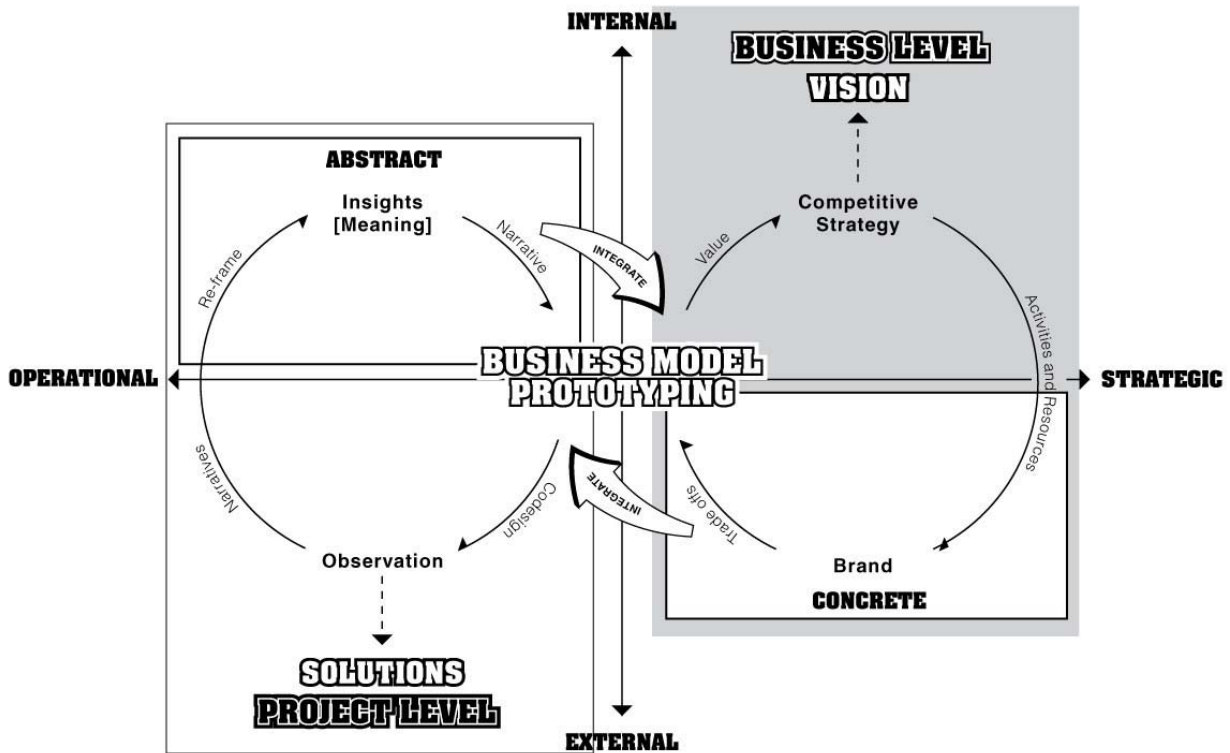 INTERNAL
BUSINESS LEVEL
VISION
ABSTRACT
Insights
[Meaning]
Competitive
Strategy
Re-frame
Narrative
INTEGRATE
Value
Activities and Resources
BUSINESS MODEL
PROTOTYPING
OPERATIONAL
STRATEGIC
Narratives
Codesign
INTEGRATE
Trade offs
Observation
Brand
CONCRETE
SOLUTIONS
PROJECT LEVEL
EXTERNAL